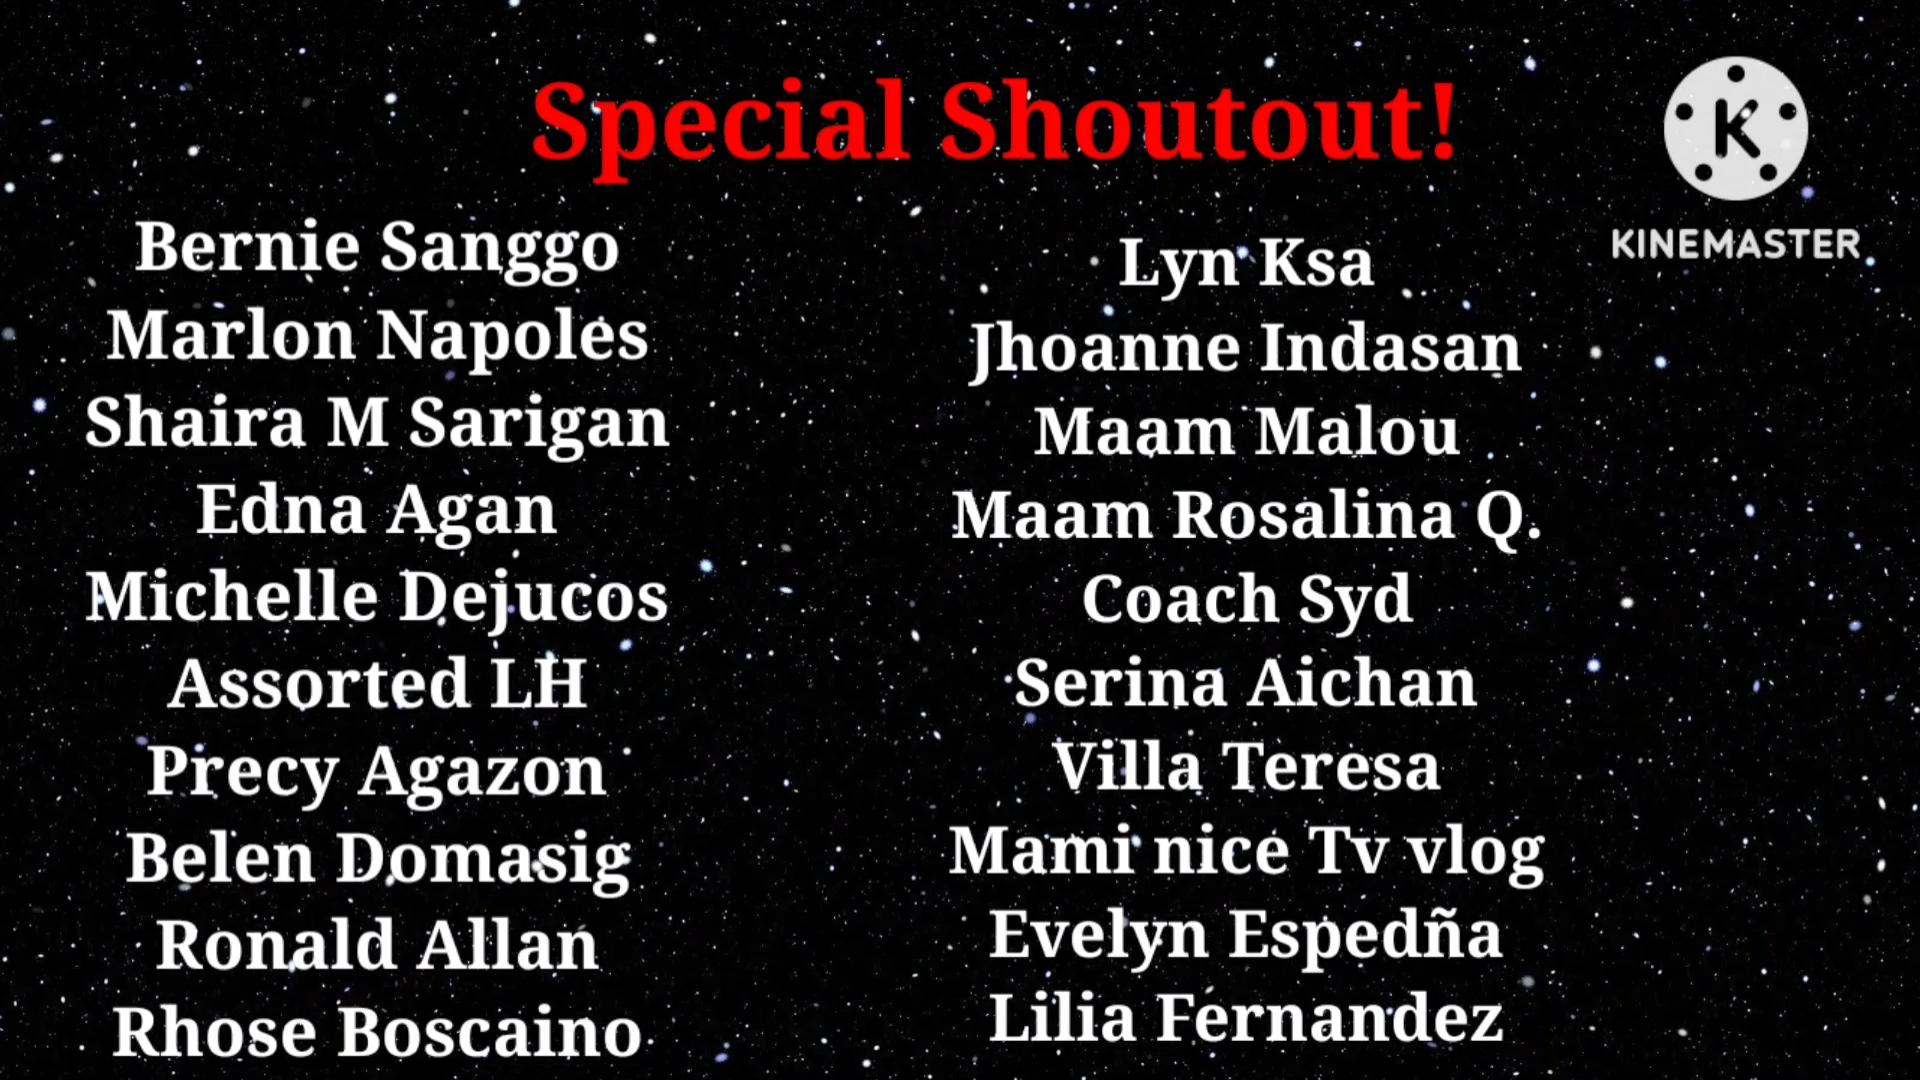 Special Shoutout!
Bernie Sanggo
Marlon Napoles
Shaira M Sarigan
Edna Agan
Michelle Dejucos
Assorted LH
Precy Agazon
Belen Domasig
Ronald Allan
Rhose Boscaino
Lyn Ksa
Jhoanne Indasan
Maam Malou
Maam Rosalina Q.
Coach Syd
Serina Aichan
Villa Teresa
Mami nice Tv vlog
Evelyn Espedña
Lilia Fernandez
K
KINEMASTER